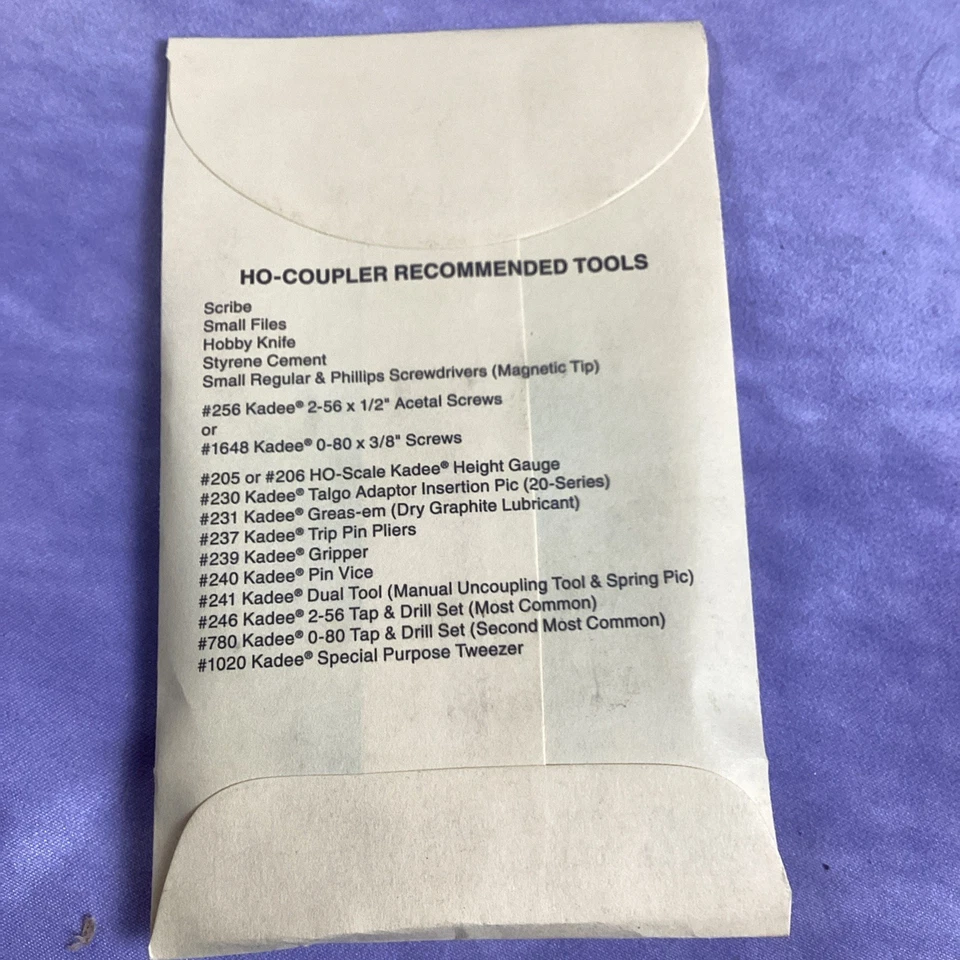 HO-COUPLER RECOMMENDED TOOLS
Scribe
Small Files
Hobby Knife
Styrene Cement
Small Regular & Phillips Screwdrivers (Magnetic Tip)
#256 Kadee® 2-56 x 1/2" Acetal Screws
or
#1648 Kadee® 0-80 x 3/8" Screws
#205 or #206 HO-Scale Kadee® Height Gauge
#230 Kadee® Talgo Adaptor Insertion Pic (20-Series)
#231 Kadee® Greas-em (Dry Graphite Lubricant)
#237 Kadee® Trip Pin Pliers
#239 Kadee® Gripper
#240 Kadee® Pin Vice
#241 Kadee® Dual Tool (Manual Uncoupling Tool & Spring Pic)
#246 Kadee® 2-56 Tap & Drill Set (Most Common)
#780 Kadee® 0-80 Tap & Drill Set (Second Most Common)
#1020 Kadee® Special Purpose Tweezer